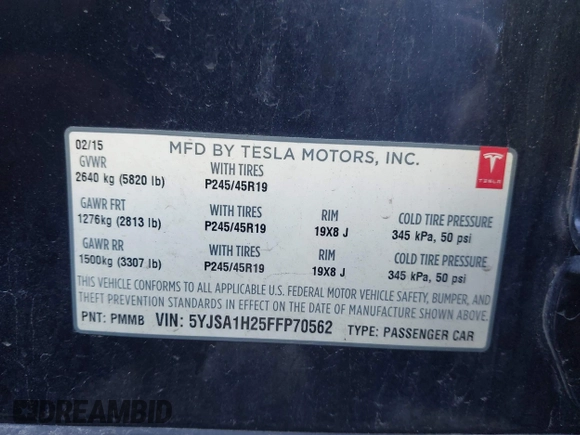 02/15 MFD BY TESLA MOTORS, INC.
GVWR WITH TIRES
2640 kg (5820 lb) P245/45R19
TESLA
GAWR FRT WITH TIRES RIM COLD TIRE PRESSURE
1276kg (2813 lb) P245/45R19 19X8 J 345 kPa, 50 psi
GAWR RR WITH TIRES RIM COLD TIRE PRESSURE
1500kg (3307 lb) P245/45R19 19X8 J 345 kPa, 50 psi
THIS VEHICLE CONFORMS TO ALL APPLICABLE U.S. FEDERAL MOTOR VEHICLE SAFETY, BUMPER, AND
THEFT PREVENTION STANDARDS IN EFFECT ON THE DATE OF MANUFACTURE SHOWN ABOVE.
PNT: PMMB VIN: 5YJSA1H25FFP70562 TYPE: PASSENGER CAR
DREAMBID